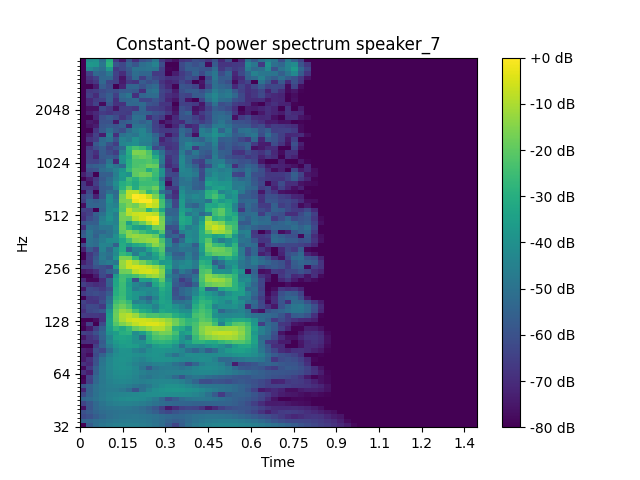 Constant-Q power spectrum speaker_7
+0 dB
2048
-10 dB
1024
-20 dB
512
-30 dB
Hz
-40 dB
256
-50 dB
128
-60 dB
64
-70 dB
32
-80 dB
0 0.15 0.3 0.45 0.6 0.75 0.9 1.1 1.2 1.4
Time